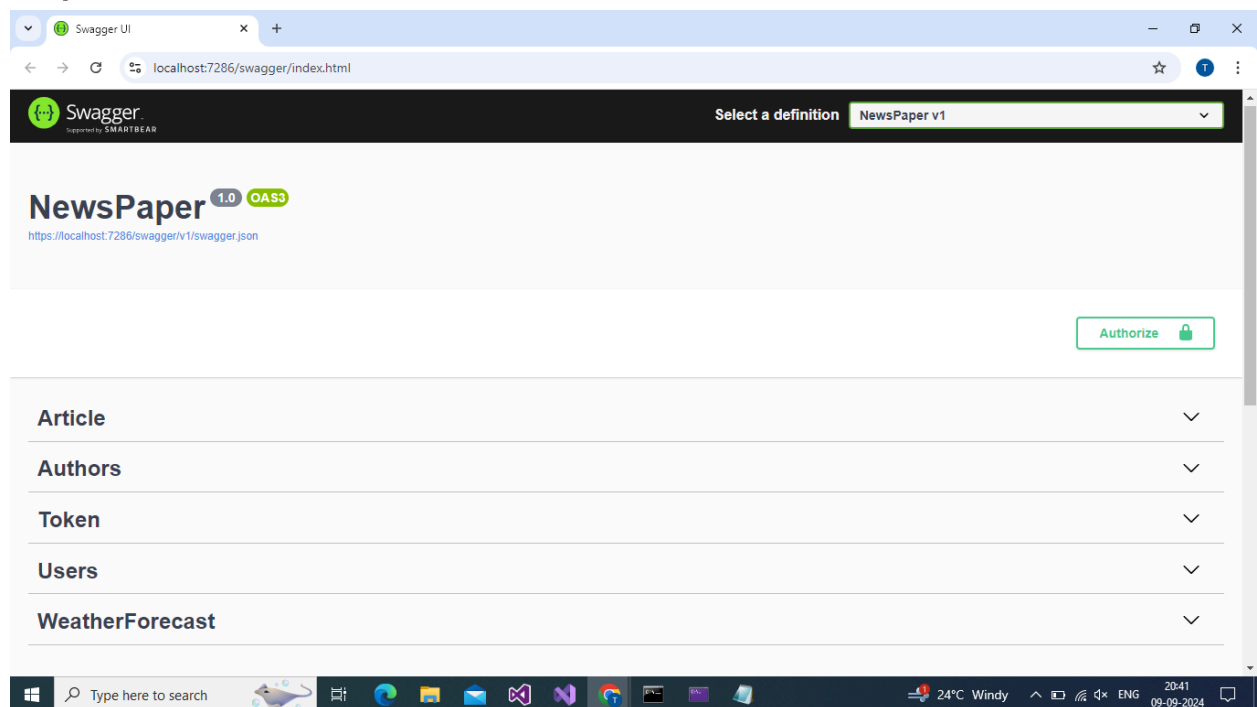 Swagger UI
localhost:7286/swagger/index.html
T
Swagger.
Supported by SMARTBEAR
Select a definition
NewsPaper v1
NewsPaper 1.0 OAS3
https://localhost:7286/swagger/v1/swagger.json
Authorize
Article
Authors
Token
Users
WeatherForecast
Type here to search
24°C Windy
ENG
20:41
09-09-2024